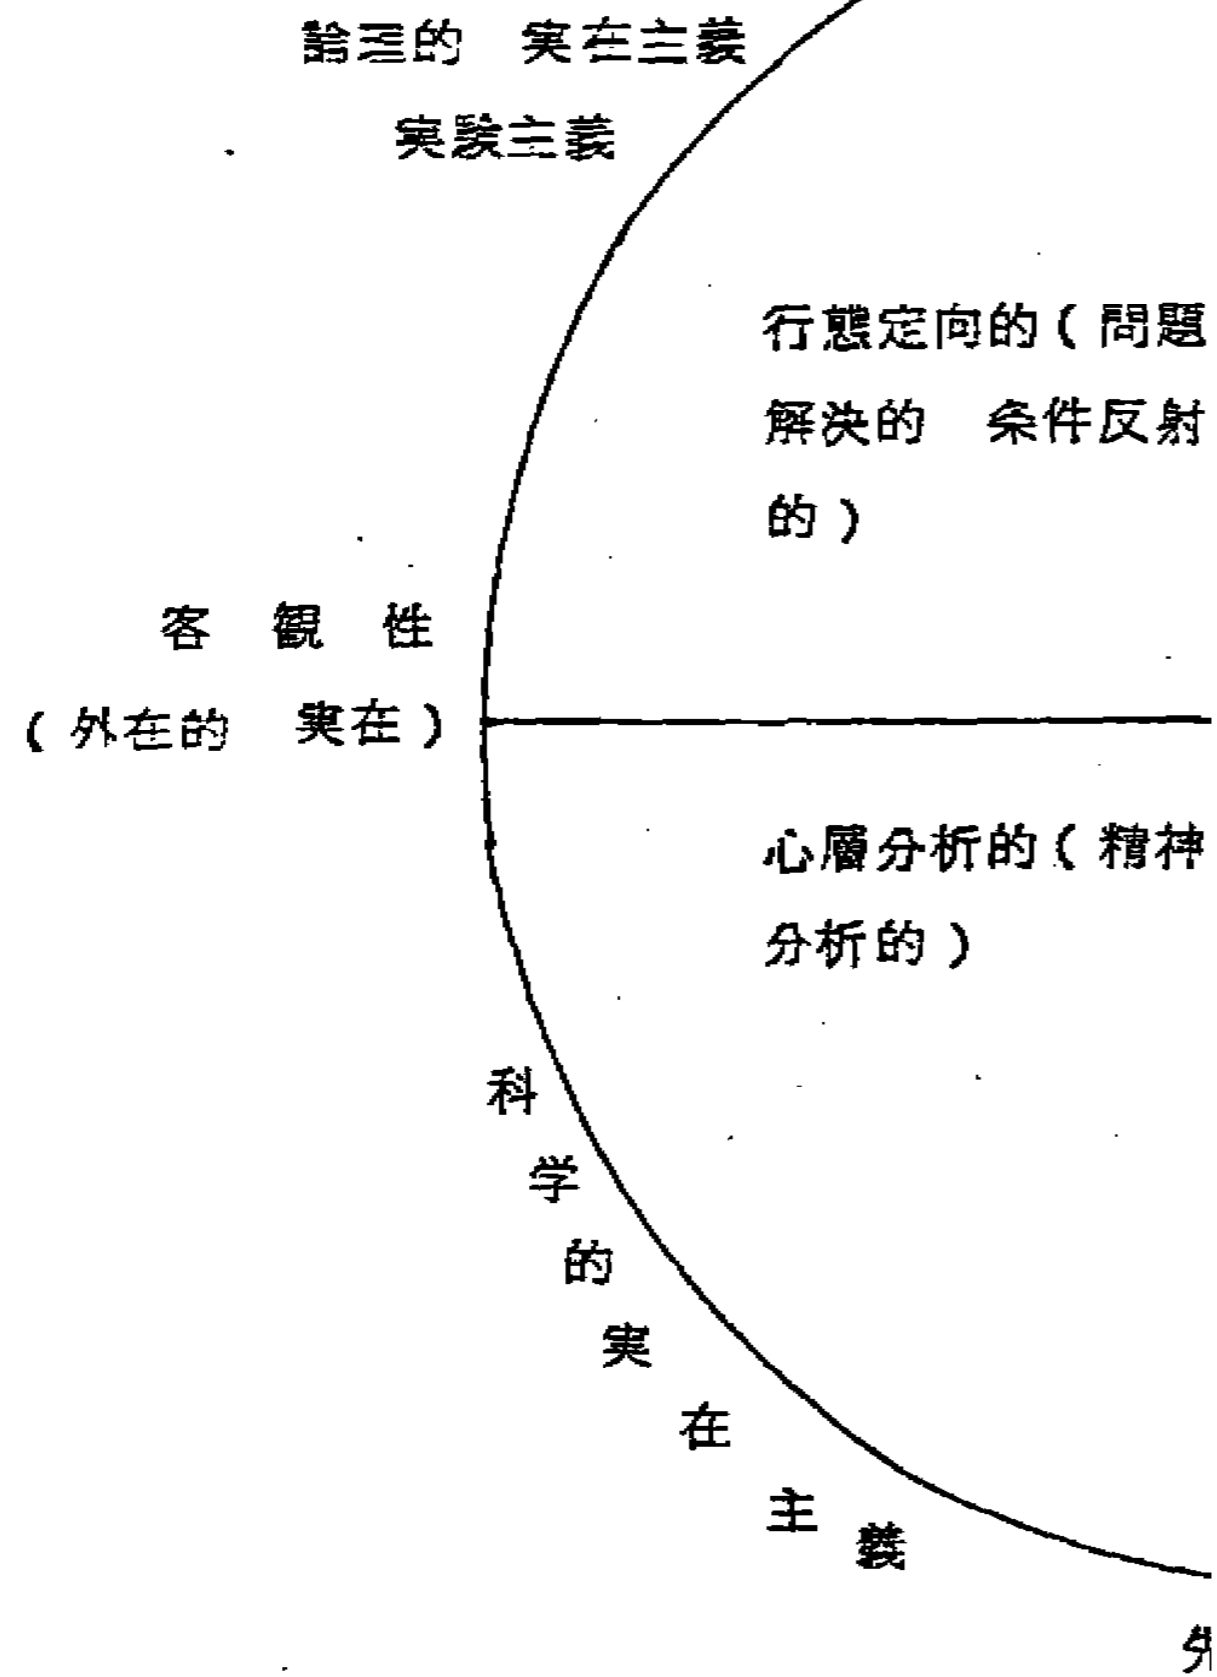 論理的　実在主義
実験主義
行態定向的(問題
解決的　条件反射
的)
客　観　性
(外在的　実在)
心層分析的(精神
分析的)
科学的実在主義